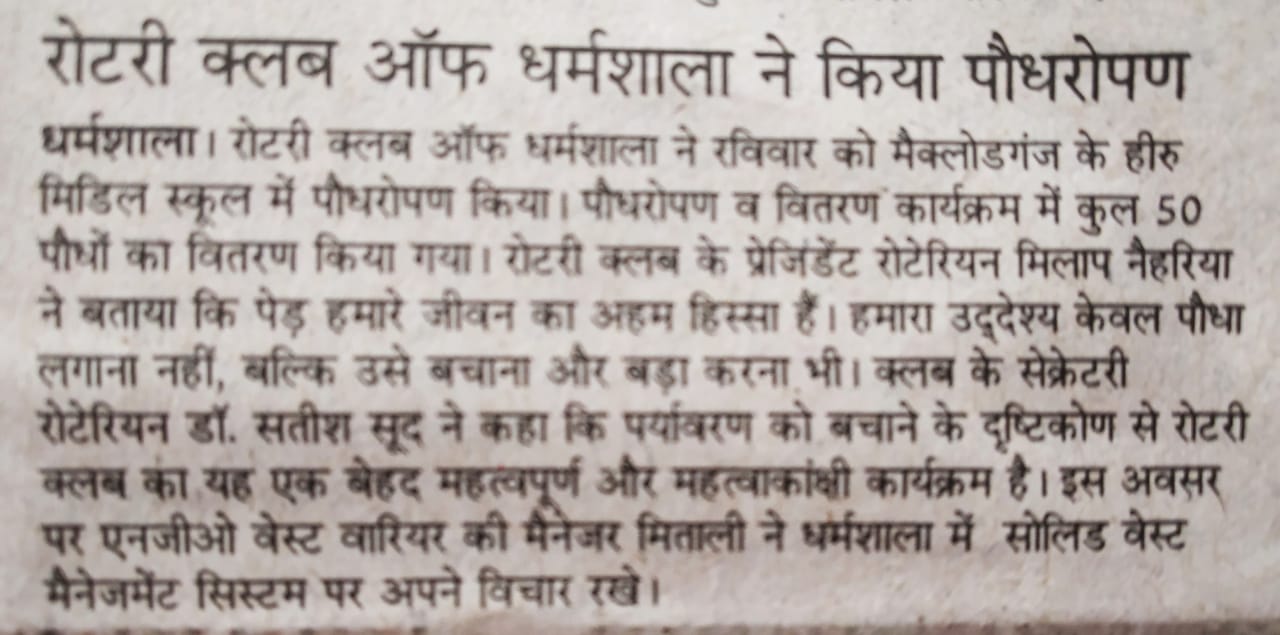 रोटरी क्लब ऑफ धर्मशाला ने किया पौधरोपण
धर्मशाला। रोटरी क्लब ऑफ धर्मशाला ने रविवार को मैक्लोडगंज के हीरु
मिडिल स्कूल में पौधरोपण किया। पौधरोपण व वितरण कार्यक्रम में कुल 50
पौधों का वितरण किया गया। रोटरी क्लब के प्रेजिडेंट रोटेरियन मिलाप नैहरिया
ने बताया कि पेड़ हमारे जीवन का अहम हिस्सा हैं। हमारा उद्देश्य केवल पौधा
लगाना नहीं, बल्कि उसे बचाना और बड़ा करना भी। क्लब के सेक्रेटरी
रोटेरियन डॉ. सतीश सूद ने कहा कि पर्यावरण को बचाने के दृष्टिकोण से रोटरी
क्लब का यह एक बेहद महत्वपूर्ण और महत्वाकांक्षी कार्यक्रम है। इस अवसर
पर एनजीओ वेस्ट वारियर की मैनेजर मिताली ने धर्मशाला में सोलिड वेस्ट
मैनेजमेंट सिस्टम पर अपने विचार रखे।